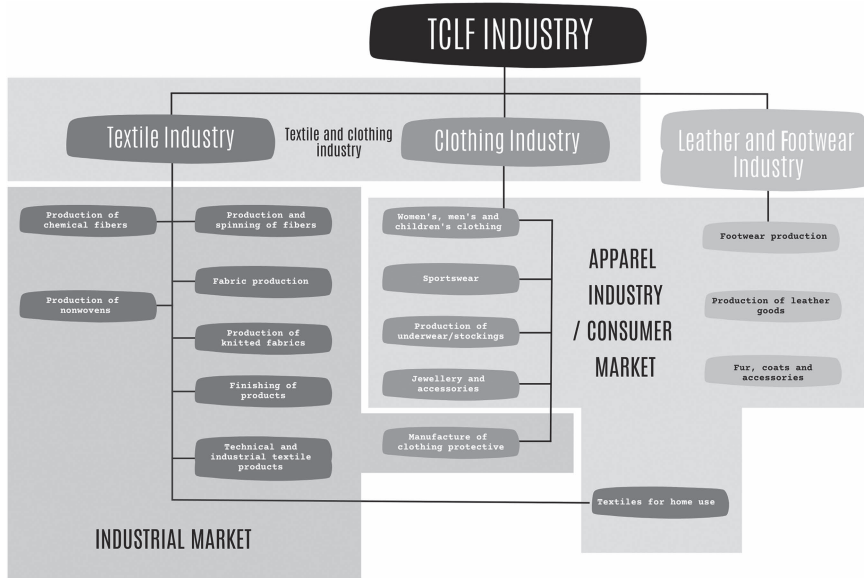 TCLF INDUSTRY
Textile Industry
Textile and clothing
industry
Clothing Industry
Leather and Footwear
Industry
Production of
chemical fibers
Production of
nonwovens
Production and
spinning of fibers
Fabric production
Production of
knitted fabrics
Finishing of
products
Technical and
industrial textile
products
INDUSTRIAL MARKET
Women's, men's and
children's clothing
Sportswear
Production of
underwear/stockings
Jewellery and
accessories
Manufacture of
clothing protective
APPAREL
INDUSTRY
/ CONSUMER
MARKET
Footwear production
Production of leather
goods
Fur, coats and
accessories
Textiles for home use